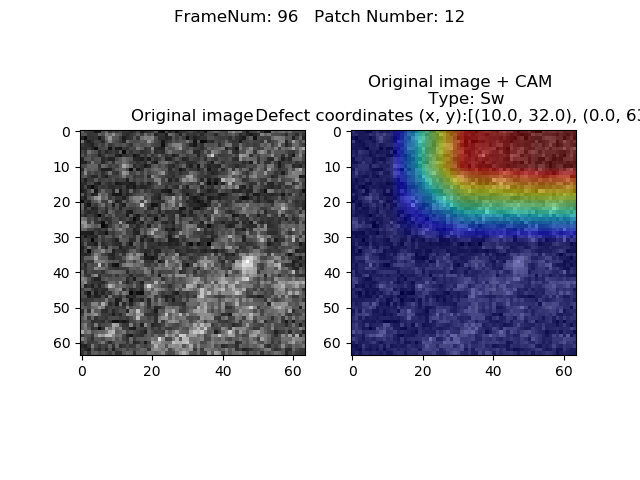 FrameNum: 96   Patch Number: 12
Original image + CAM
Type: Sw
Original image
Defect coordinates (x, y):[(10.0, 32.0), (0.0, 63
0
10
20
30
40
50
60
0 20 40 60
0
10
20
30
40
50
60
0 20 40 60